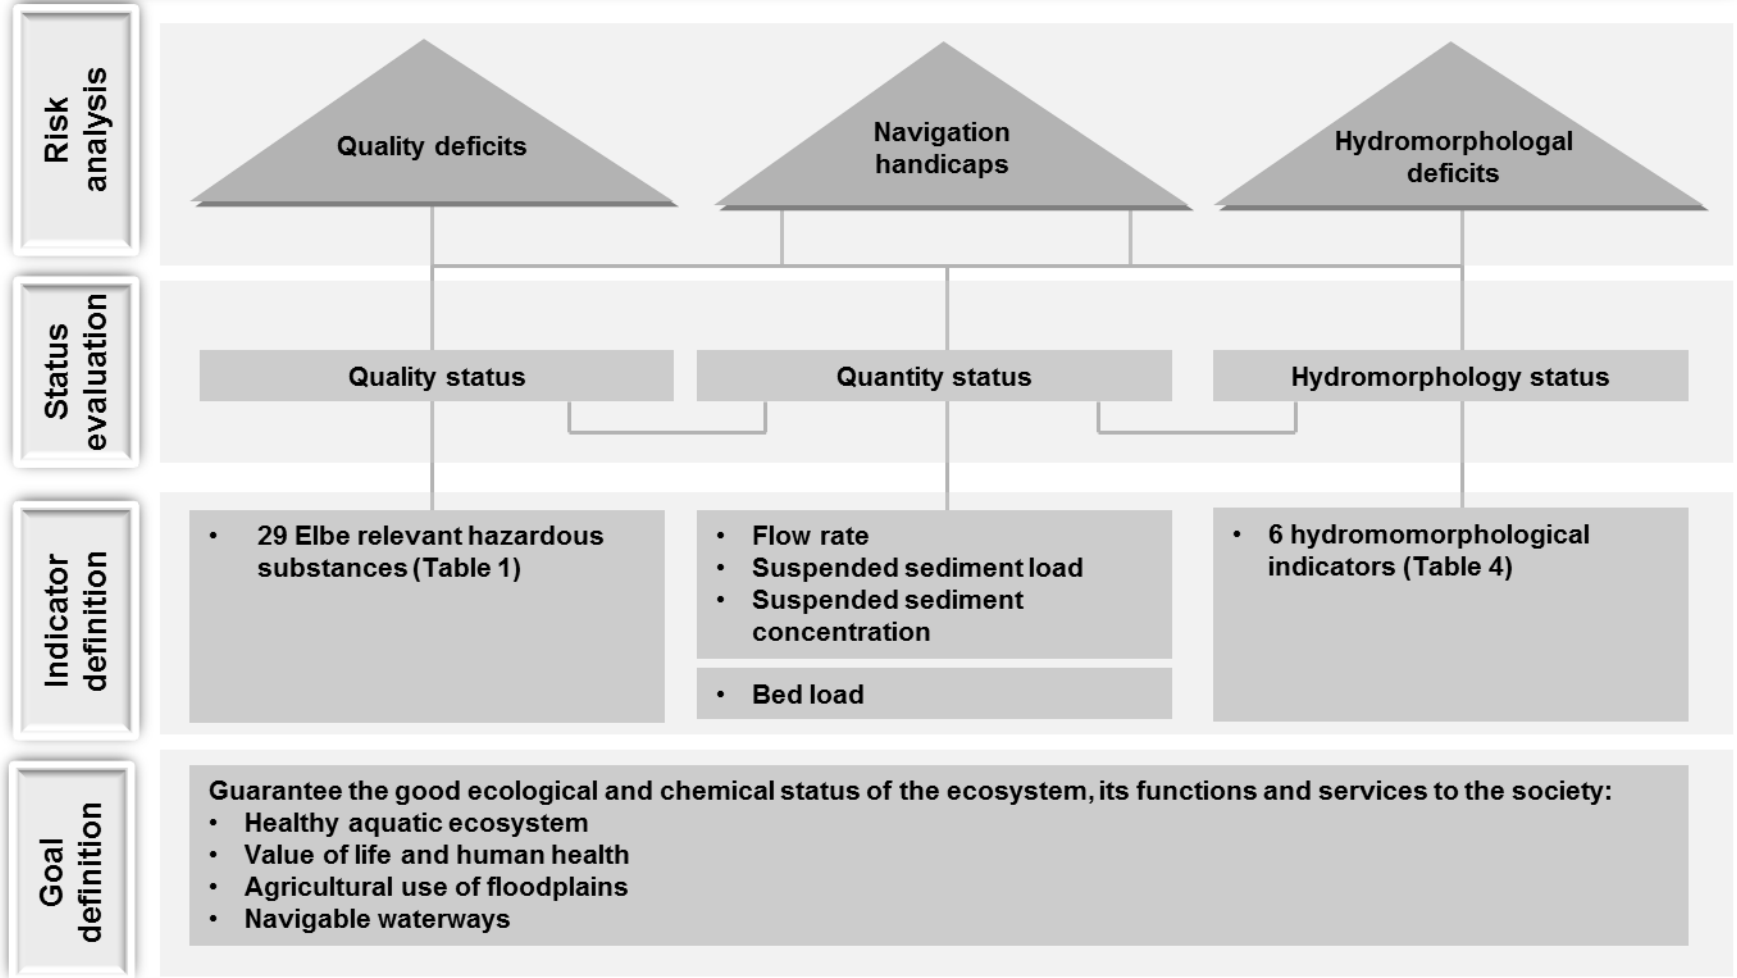 Risk
analysis
Quality deficits
Navigation
handicaps
Hydromorphologal
deficits
Status
evaluation
Quality status
Quantity status
Hydromorphology status
Indicator
definition
• 29 Elbe relevant hazardous
substances (Table 1)
• Flow rate
• Suspended sediment load
• Suspended sediment
concentration
• Bed load
• 6 hydromomorphological
indicators (Table 4)
Goal
definition
Guarantee the good ecological and chemical status of the ecosystem, its functions and services to the society:
• Healthy aquatic ecosystem
• Value of life and human health
• Agricultural use of floodplains
• Navigable waterways